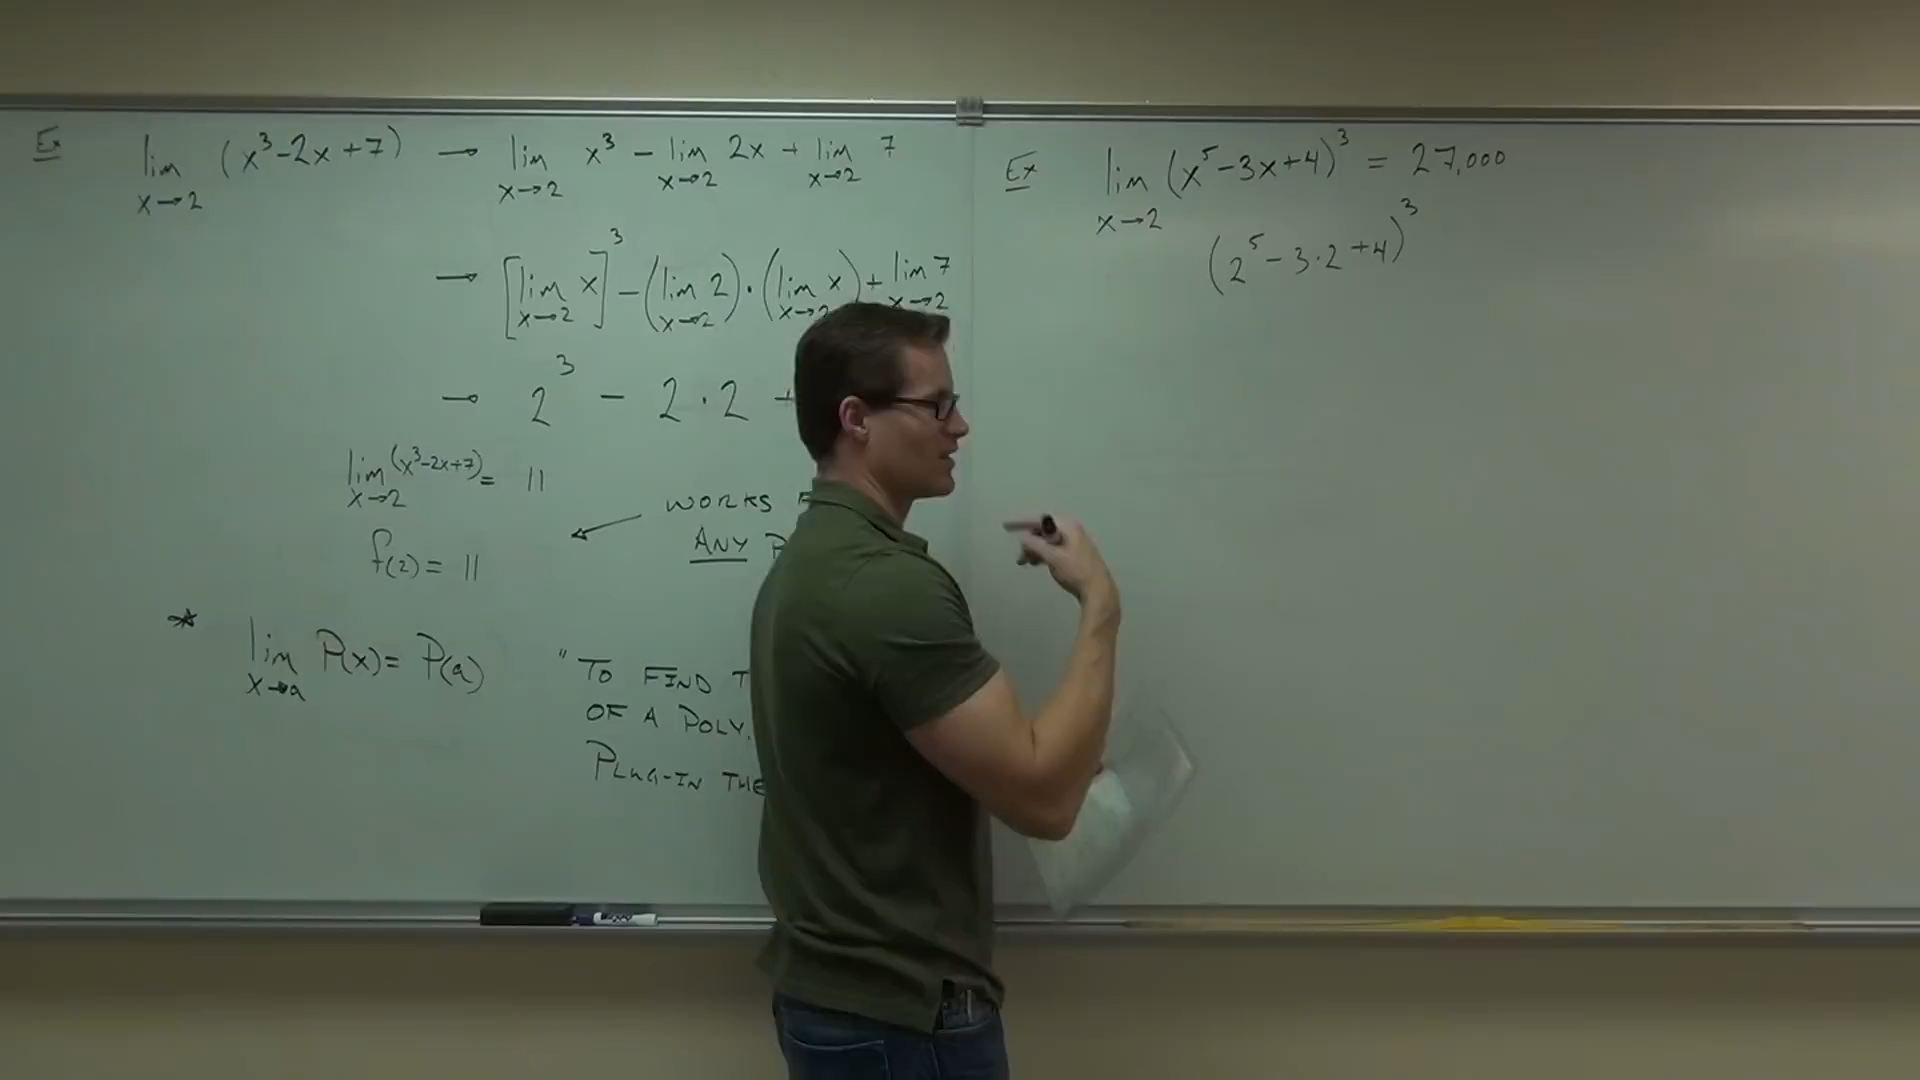 Ex lim x→2 (x³-2x+7) → lim x→2 x³ - lim x→2 2x + lim x→2 7
→ [lim x→2 x]³ - (lim x→2 2)·(lim x→2 x) + lim x→2 7
→ 2³ - 2·2 +
lim x→2 (x³-2x+7) = 11
f(2) = 11
WORKS
ANY
* lim x→a P(x) = P(a)
"TO FIND
OF A POLY,
PLUG-IN THE
Ex lim x→2 (x⁵-3x+4)³ = 27,000
(2⁵-3·2+4)³